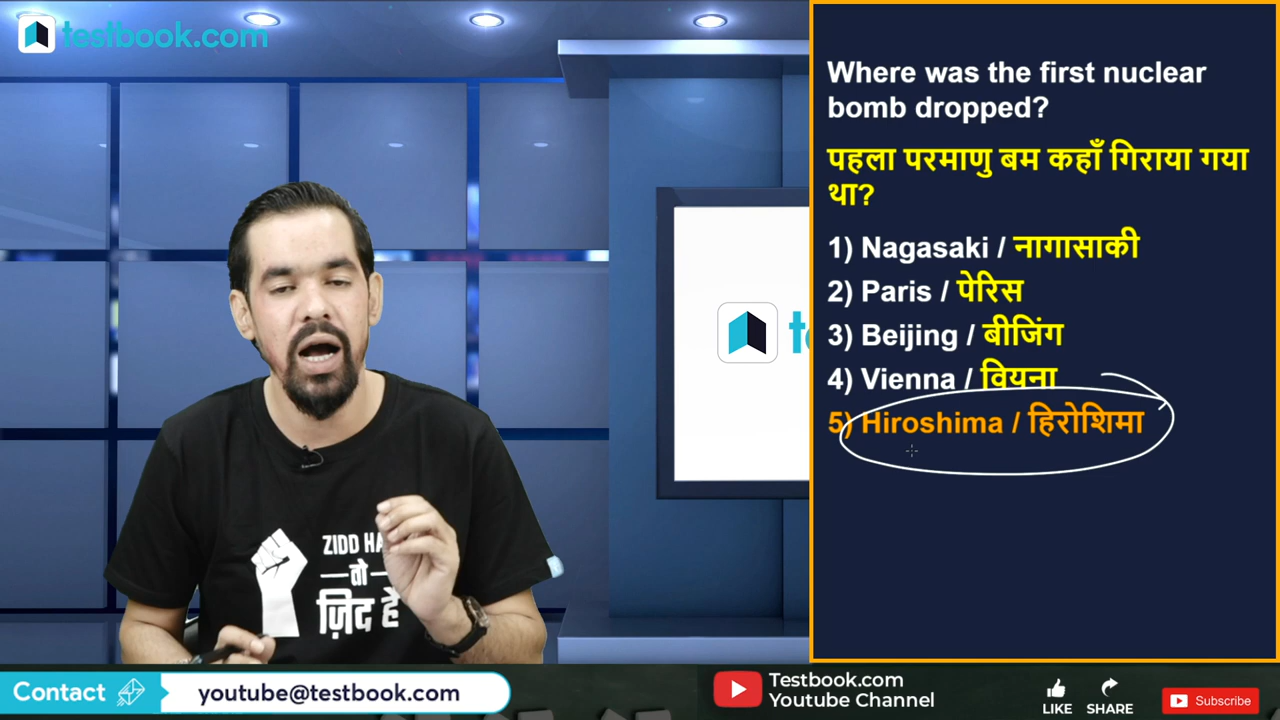 testbook.com
Where was the first nuclear
bomb dropped?
पहला परमाणु बम कहाँ गिराया गया
था?
1) Nagasaki / नागासाकी
2) Paris / पेरिस
3) Beijing / बीजिंग
4) Vienna / वियना
5) Hiroshima / हिरोशिमा
ZIDD HA
तो
ज़िद है
Contact
youtube@testbook.com
Testbook.com
Youtube Channel
LIKE
SHARE
Subscribe